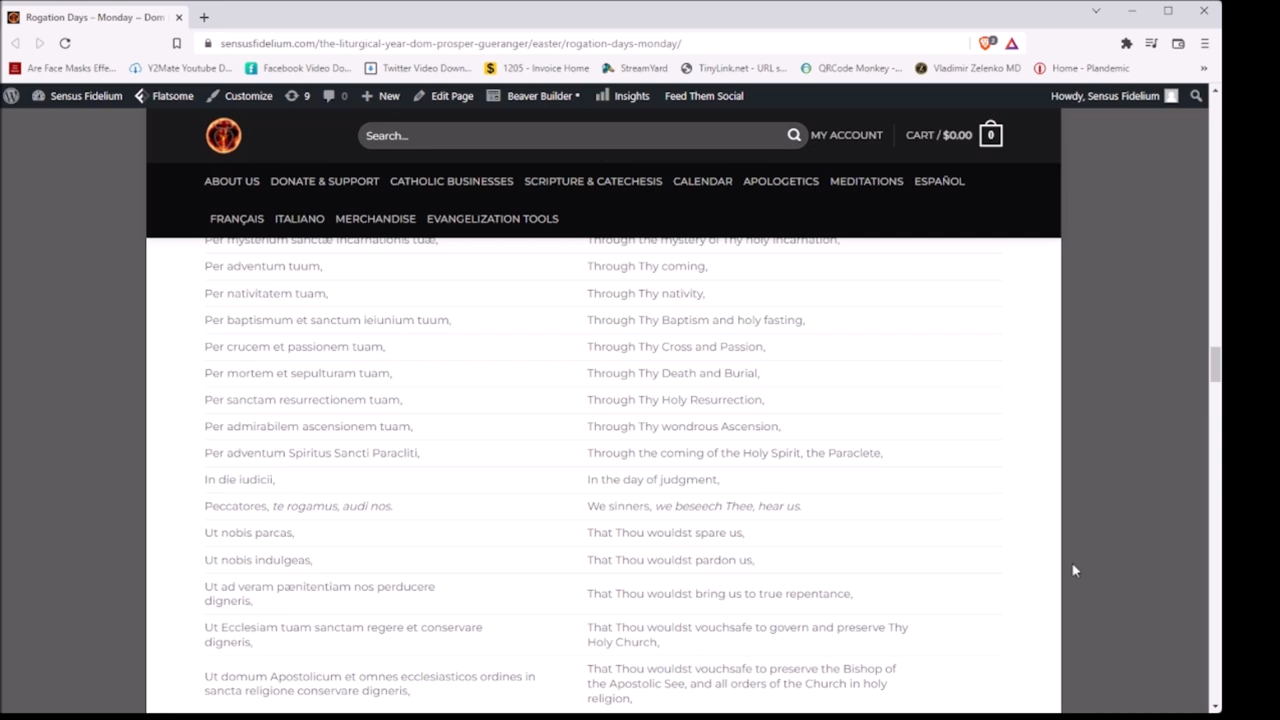 Rogation Days – Monday – Dom
sensusfidelium.com/the-liturgical-year-dom-prosper-gueranger/easter/rogation-days-monday/
Are Face Masks Effe... Y2Mate Youtube D... Facebook Video Do... Twitter Video Down... 1205 - Invoice Home StreamYard TinyLink.net - URL s... QRCode Monkey -... Vladimir Zelenko MD Home - Plandemic »
Sensus Fidelium Flatsome Customize 9 0 New Edit Page Beaver Builder Insights Feed Them Social Howdy, Sensus Fidelium
Search... MY ACCOUNT CART / $0.00 0
ABOUT US DONATE & SUPPORT CATHOLIC BUSINESSES SCRIPTURE & CATECHESIS CALENDAR APOLOGETICS MEDITATIONS ESPAÑOL
FRANÇAIS ITALIANO MERCHANDISE EVANGELIZATION TOOLS
Per mysterium sanctæ incarnationis tuæ, Through the mystery of Thy holy Incarnation,
Per adventum tuum, Through Thy coming,
Per nativitatem tuam, Through Thy nativity,
Per baptismum et sanctum ieiunium tuum, Through Thy Baptism and holy fasting,
Per crucem et passionem tuam, Through Thy Cross and Passion,
Per mortem et sepulturam tuam, Through Thy Death and Burial,
Per sanctam resurrectionem tuam, Through Thy Holy Resurrection,
Per admirabilem ascensionem tuam, Through Thy wondrous Ascension,
Per adventum Spiritus Sancti Paracliti, Through the coming of the Holy Spirit, the Paraclete,
In die iudicii, In the day of judgment,
Peccatores, te rogamus, audi nos. We sinners, we beseech Thee, hear us.
Ut nobis parcas, That Thou wouldst spare us,
Ut nobis indulgeas, That Thou wouldst pardon us,
Ut ad veram pænitentiam nos perducere
digneris,
That Thou wouldst bring us to true repentance,
Ut Ecclesiam tuam sanctam regere et conservare
digneris,
That Thou wouldst vouchsafe to govern and preserve Thy
Holy Church,
Ut domum Apostolicum et omnes ecclesiasticos ordines in
sancta religione conservare digneris,
That Thou wouldst vouchsafe to preserve the Bishop of
the Apostolic See, and all orders of the Church in holy
religion,